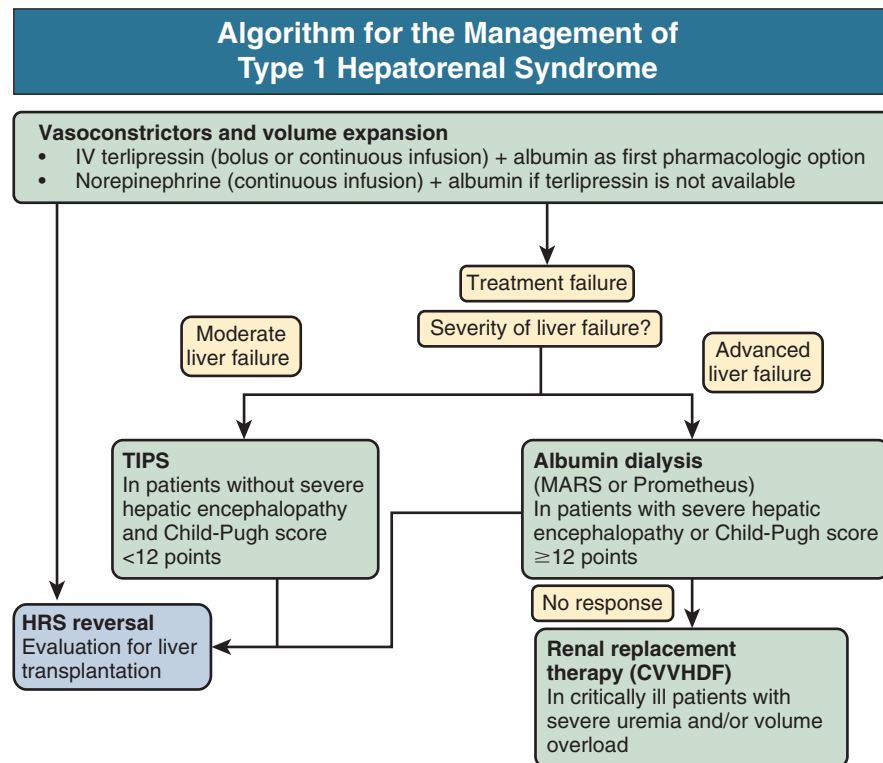 Algorithm for the Management of
Type 1 Hepatorenal Syndrome
Vasoconstrictors and volume expansion
• IV terlipressin (bolus or continuous infusion) + albumin as first pharmacologic option
• Norepinephrine (continuous infusion) + albumin if terlipressin is not available
Treatment failure
Severity of liver failure?
Moderate
liver failure
Advanced
liver failure
TIPS
In patients without severe
hepatic encephalopathy
and Child-Pugh score
<12 points
Albumin dialysis
(MARS or Prometheus)
In patients with severe hepatic
encephalopathy or Child-Pugh score
≥12 points
No response
HRS reversal
Evaluation for liver
transplantation
Renal replacement
therapy (CVVHDF)
In critically ill patients with
severe uremia and/or volume
overload